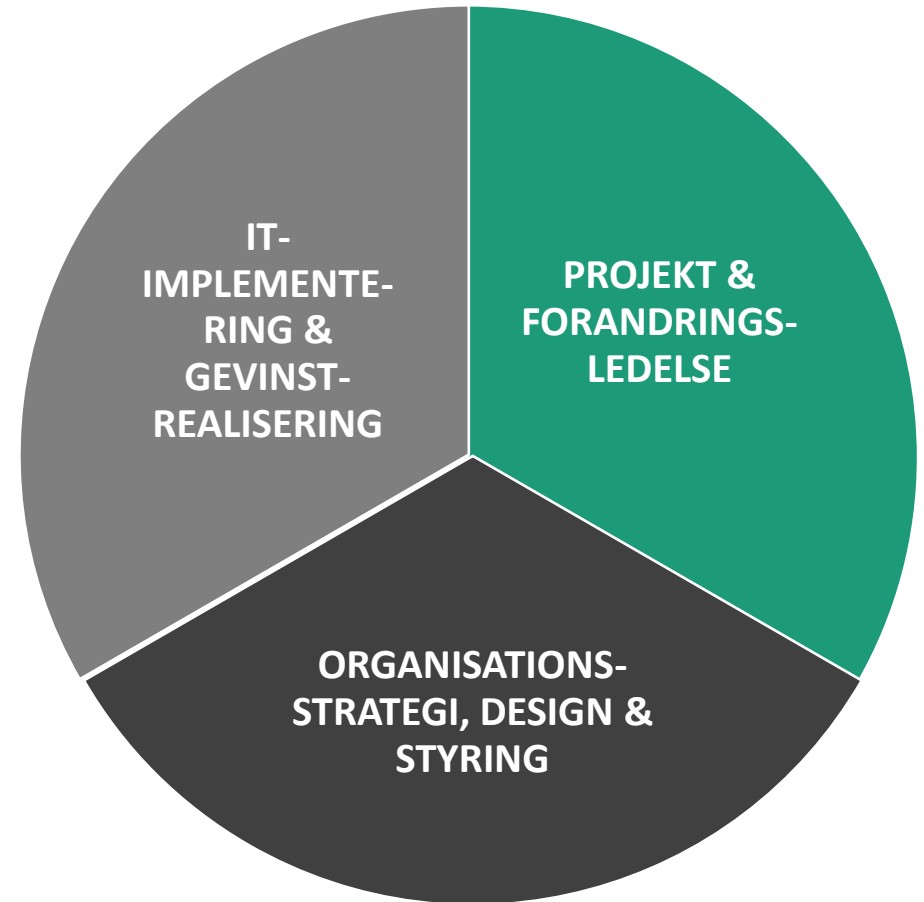 IT-
IMPLEMENTE-
RING &
GEVINST-
REALISERING
PROJEKT &
FORANDRINGS-
LEDELSE
ORGANISATIONS-
STRATEGI, DESIGN &
STYRING